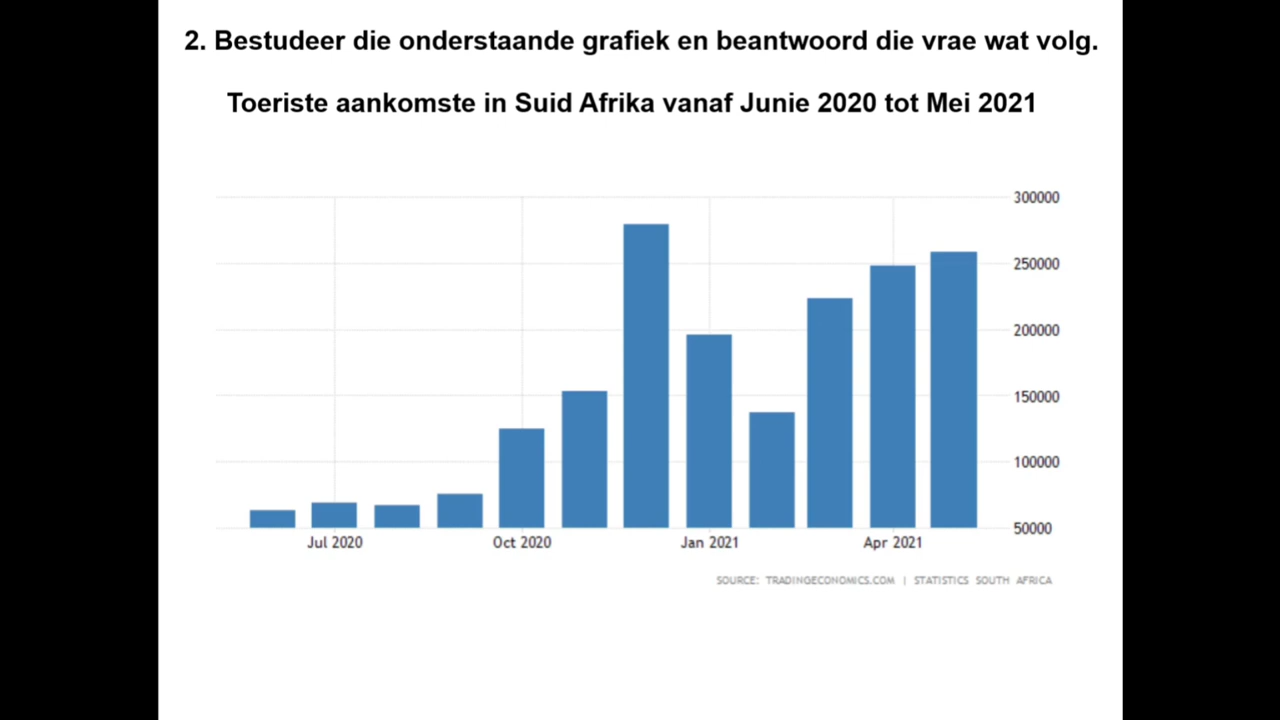 2. Bestudeer die onderstaande grafiek en beantwoord die vrae wat volg.
Toeriste aankomste in Suid Afrika vanaf Junie 2020 tot Mei 2021
300000
250000
200000
150000
100000
50000
Jul 2020
Oct 2020
Jan 2021
Apr 2021
SOURCE: TRADINGECONOMICS.COM | STATISTICS SOUTH AFRICA